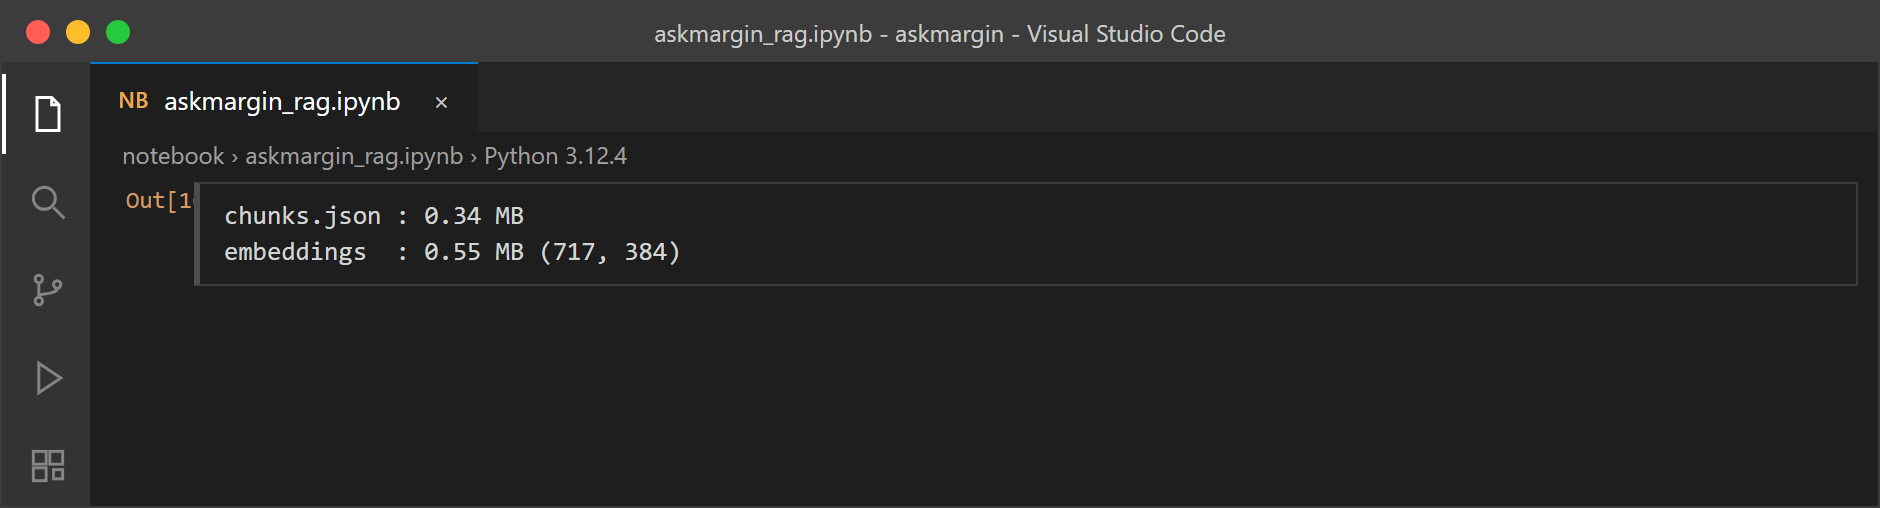 askmargin_rag.ipynb - askmargin - Visual Studio Code
NB askmargin_rag.ipynb ×
notebook › askmargin_rag.ipynb › Python 3.12.4
Out[1
chunks.json : 0.34 MB
embeddings  : 0.55 MB (717, 384)